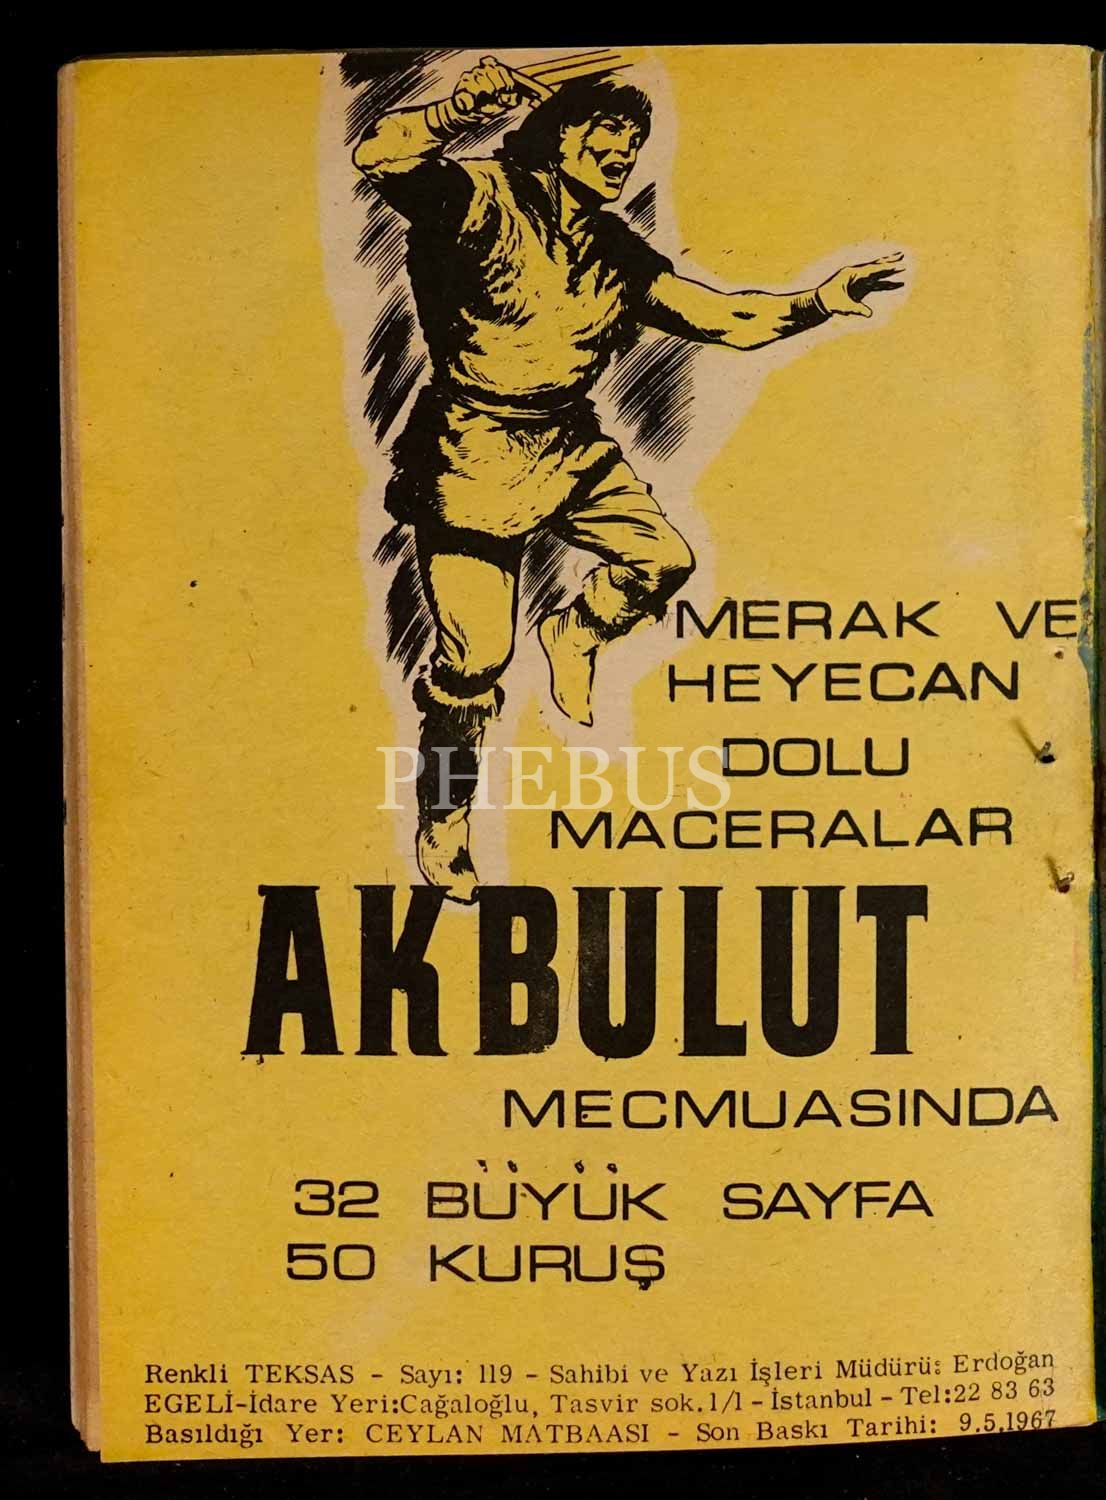 MERAK VE
HEYECAN
DOLU
PHEBUS
MACERALAR
AKBULUT
MECMUASINDA
32 BÜYÜK SAYFA
50 KURUŞ
Renkli TEKSAS - Sayı: 119 - Sahibi ve Yazı İşleri Müdürü: Erdoğan
EGELİ-İdare Yeri:Cağaloğlu, Tasvir sok.1/1 - İstanbul - Tel:22 83 63
Basıldığı Yer: CEYLAN MATBAASI - Son Baskı Tarihi: 9.5.1967